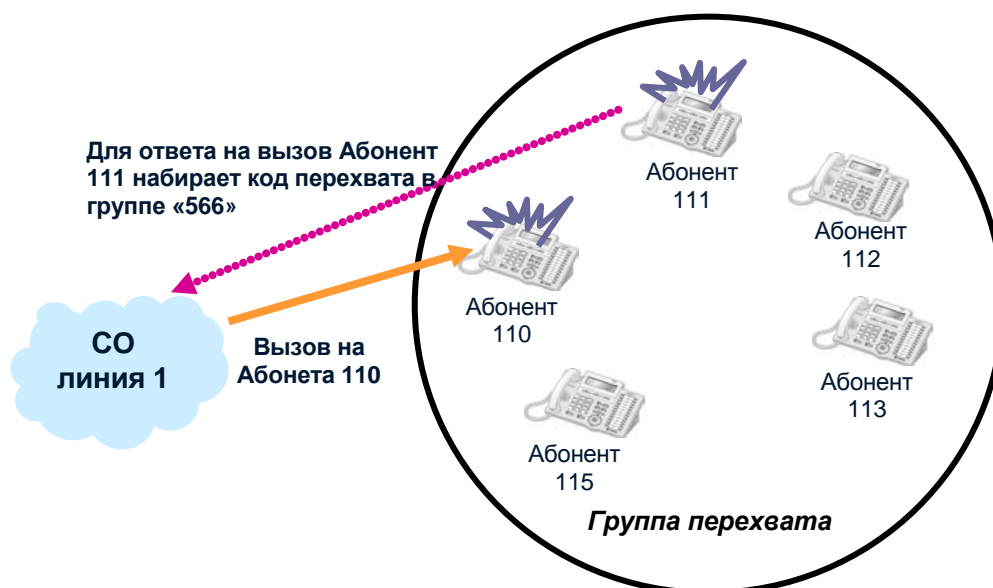 Для ответа на вызов Абонент
111 набирает код перехвата в
группе «566»
Абонент
111
Абонент
112
Абонент
110
СО
линия 1
Вызов на
Абонета 110
Абонент
113
Абонент
115
Группа перехвата